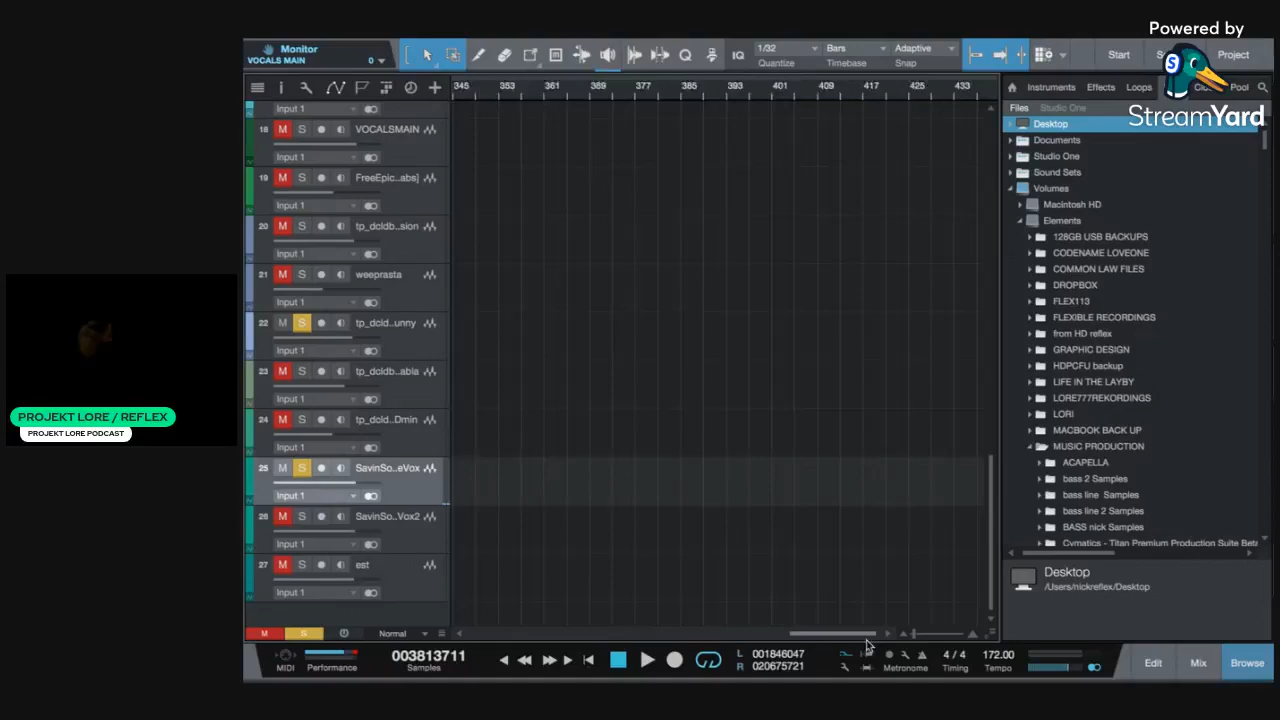 Powered by
StreamYard
Monitor
VOCALS MAIN
0
IQ
1/32
Quantize
Bars
Timebase
Adaptive
Snap
Start
Project
345 353 361 369 377 385 393 401 409 417 425 433
Instruments Effects Loops Pool
Files Studio One
Input 1
18 M S VOCALSMAIN
Input 1
19 M S FreeEpic...abs]
Input 1
20 M S tp_dcldb...sion
Input 1
21 M S weeprasta
Input 1
22 M S tp_dcld...unny
Input 1
23 M S tp_dcldb...abla
Input 1
24 M S tp_dcld...Dmin
Input 1
25 M S SavinSo..eVox
Input 1
26 M S SavinSo..Vox2
Input 1
27 M S est
Input 1
M S Normal
Desktop
Documents
Studio One
Sound Sets
Volumes
Macintosh HD
Elements
128GB USB BACKUPS
CODENAME LOVEONE
COMMON LAW FILES
DROPBOX
FLEX113
FLEXIBLE RECORDINGS
from HD reflex
GRAPHIC DESIGN
HDPCFU backup
LIFE IN THE LAYBY
LORE777REKORDINGS
LORI
MACBOOK BACK UP
MUSIC PRODUCTION
ACAPELLA
bass 2 Samples
bass line Samples
bass line 2 Samples
BASS nick Samples
Cymatics - Titan Premium Production Suite Beta
Desktop
/Users/nickreflex/Desktop
PROJEKT LORE / REFLEX
PROJEKT LORE PODCAST
MIDI
Performance
003813711
Samples
L 001846047
R 020675721
Metronome
4 / 4
Timing
172.00
Tempo
Edit
Mix
Browse